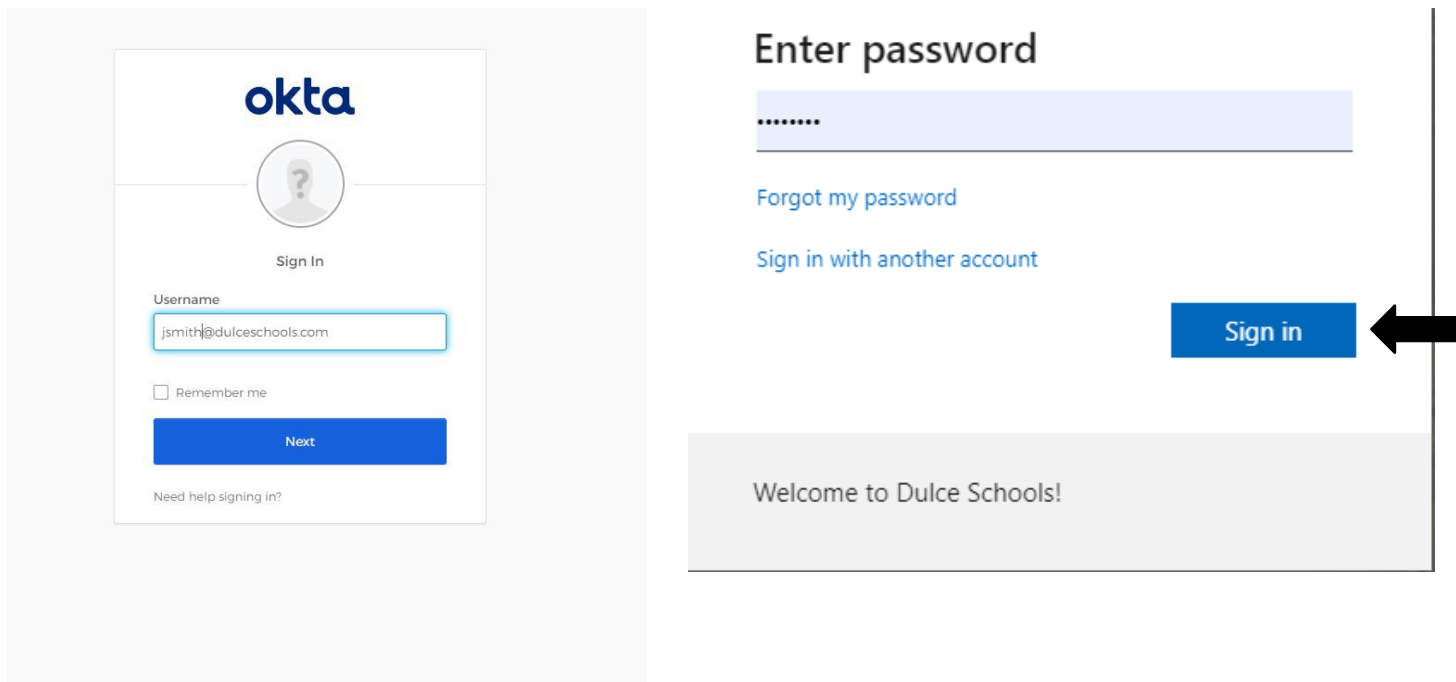 okta
?
Sign In
Username
jsmith@dulceschools.com
Remember me
Next
Need help signing in?
Enter password
........
Forgot my password
Sign in with another account
Sign in
Welcome to Dulce Schools!